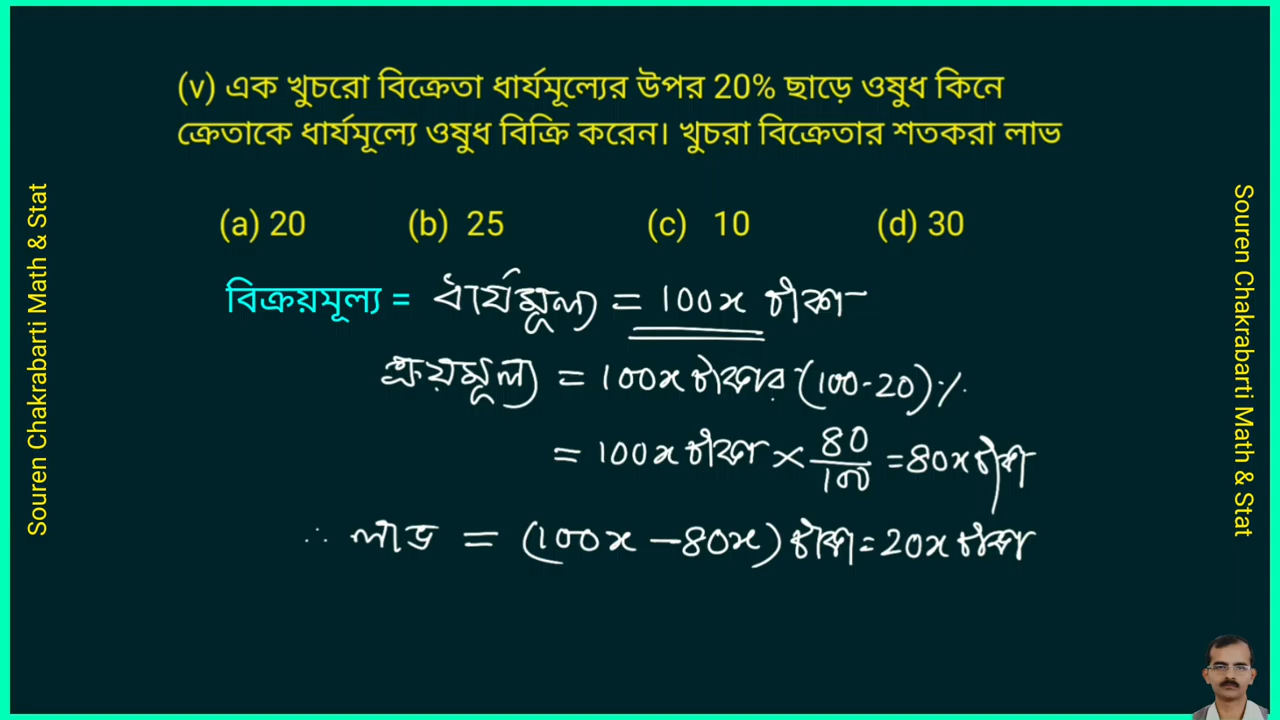 (v) এক খুচরো বিক্রেতা ধার্যমূল্যের উপর 20% ছাড়ে ওষুধ কিনে
ক্রেতাকে ধার্যমূল্যে ওষুধ বিক্রি করেন। খুচরা বিক্রেতার শতকরা লাভ
(a) 20 (b) 25 (c) 10 (d) 30
বিক্রয়মূল্য = ধার্যমূল্য = 100x টাকা
ক্রয়মূল্য = 100x টাকার (100-20)%
= 100x টাকা × 80/100 = 80x টাকা
∴ লাভ = (100x - 80x) টাকা = 20x টাকা
Souren Chakrabarti Math & Stat
Souren Chakrabarti Math & Stat